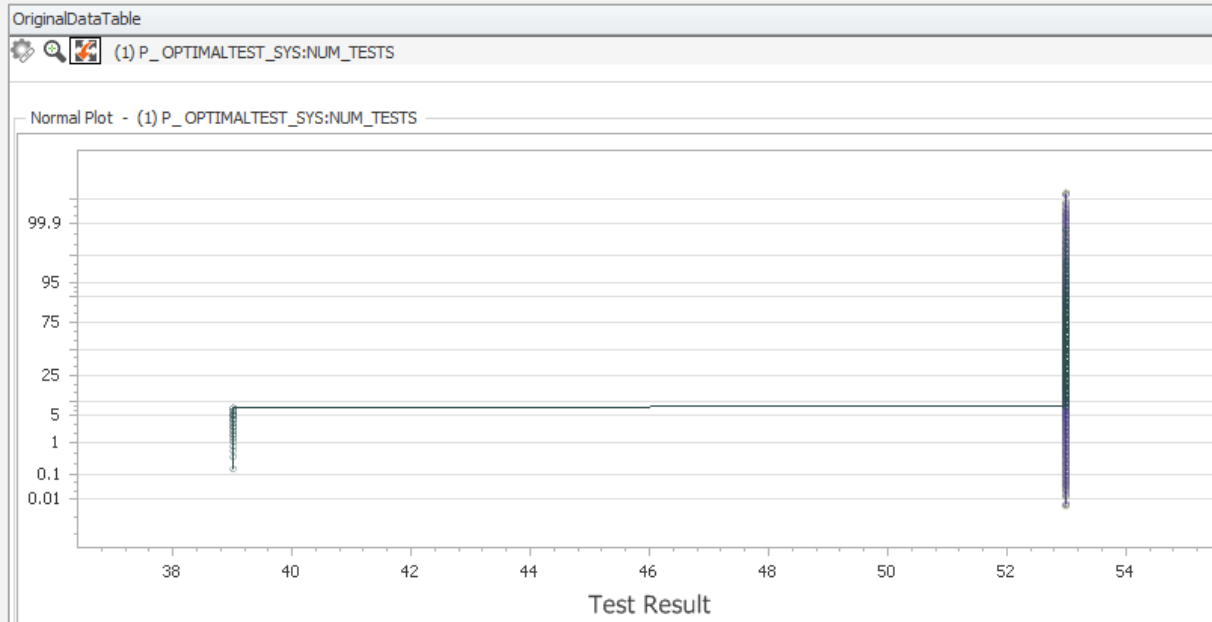 OriginalDataTable
(1) P_ OPTIMALTEST_SYS:NUM_TESTS
Normal Plot - (1) P_ OPTIMALTEST_SYS:NUM_TESTS
99.9
95
75
25
5
1
0.1
0.01
38 40 42 44 46 48 50 52 54
Test Result